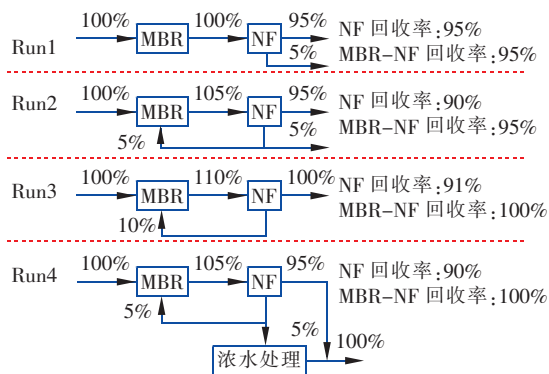 100% 100% 95%
Run1 MBR NF NF 回收率:95%
5% MBR-NF 回收率:95%
100% 105% 95%
Run2 MBR NF NF 回收率:90%
5% 5% MBR-NF 回收率:95%
100% 110% 100%
Run3 MBR NF NF 回收率:91%
10% MBR-NF 回收率:100%
100% 105% 95%
Run4 MBR NF NF 回收率:90%
5% MBR-NF 回收率:100%
5% 100%
浓水处理